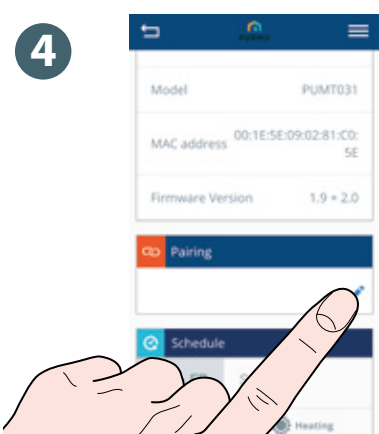 4
Model PUMT031
MAC address 00:1E:5E:09:02:81:C0:
5E
Firmware Version 1.9 + 2.0
Pairing
Schedule
Heating